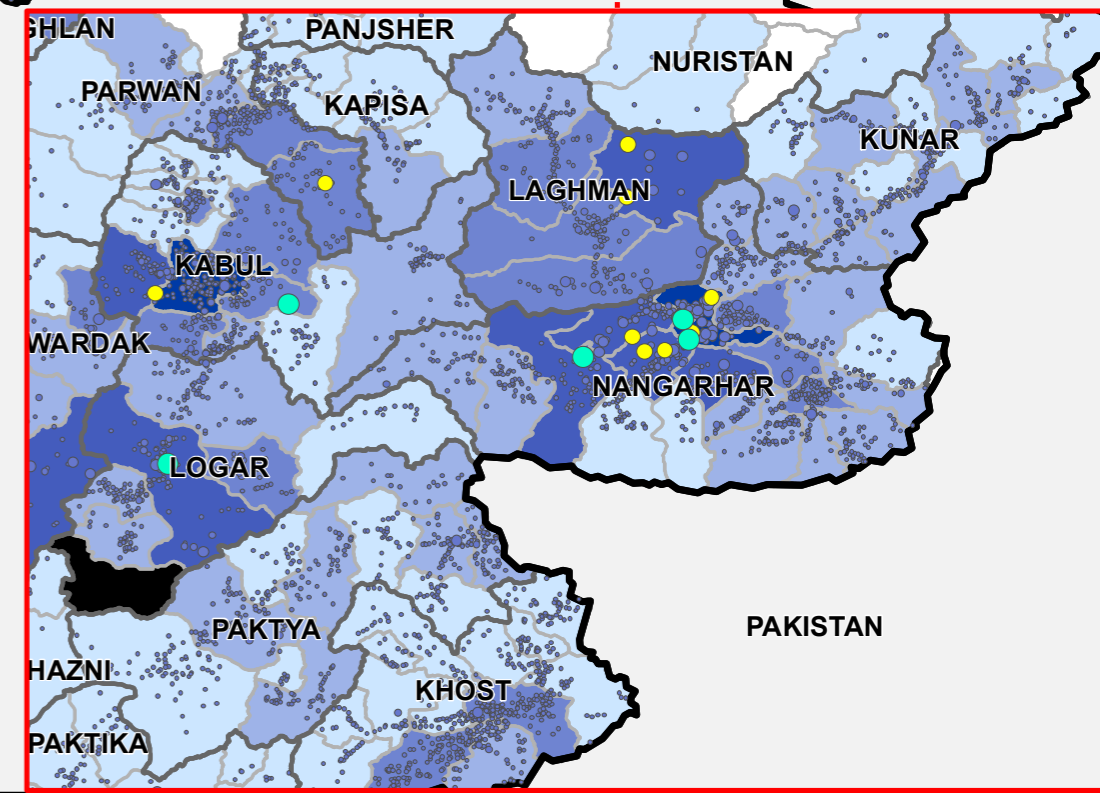 GHLAN
PANJSHER
NURISTAN
PARWAN
KAPISA
KUNAR
LAGHMAN
KABUL
WARDAK
NANGARHAR
LOGAR
PAKTYA
PAKISTAN
HAZNI
KHOST
PAKTIKA